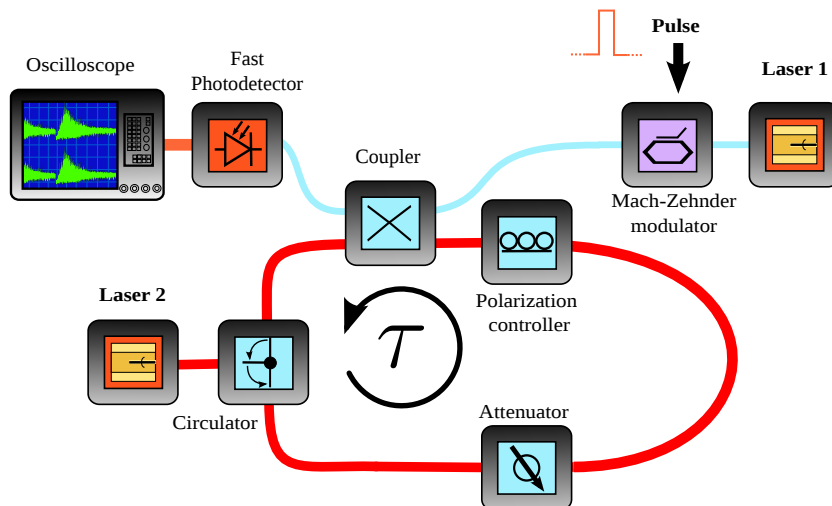 Pulse
Laser 1
Fast
Photodetector
Oscilloscope
Coupler
Mach-Zehnder
modulator
Laser 2
Polarization
controller
τ
Circulator
Attenuator